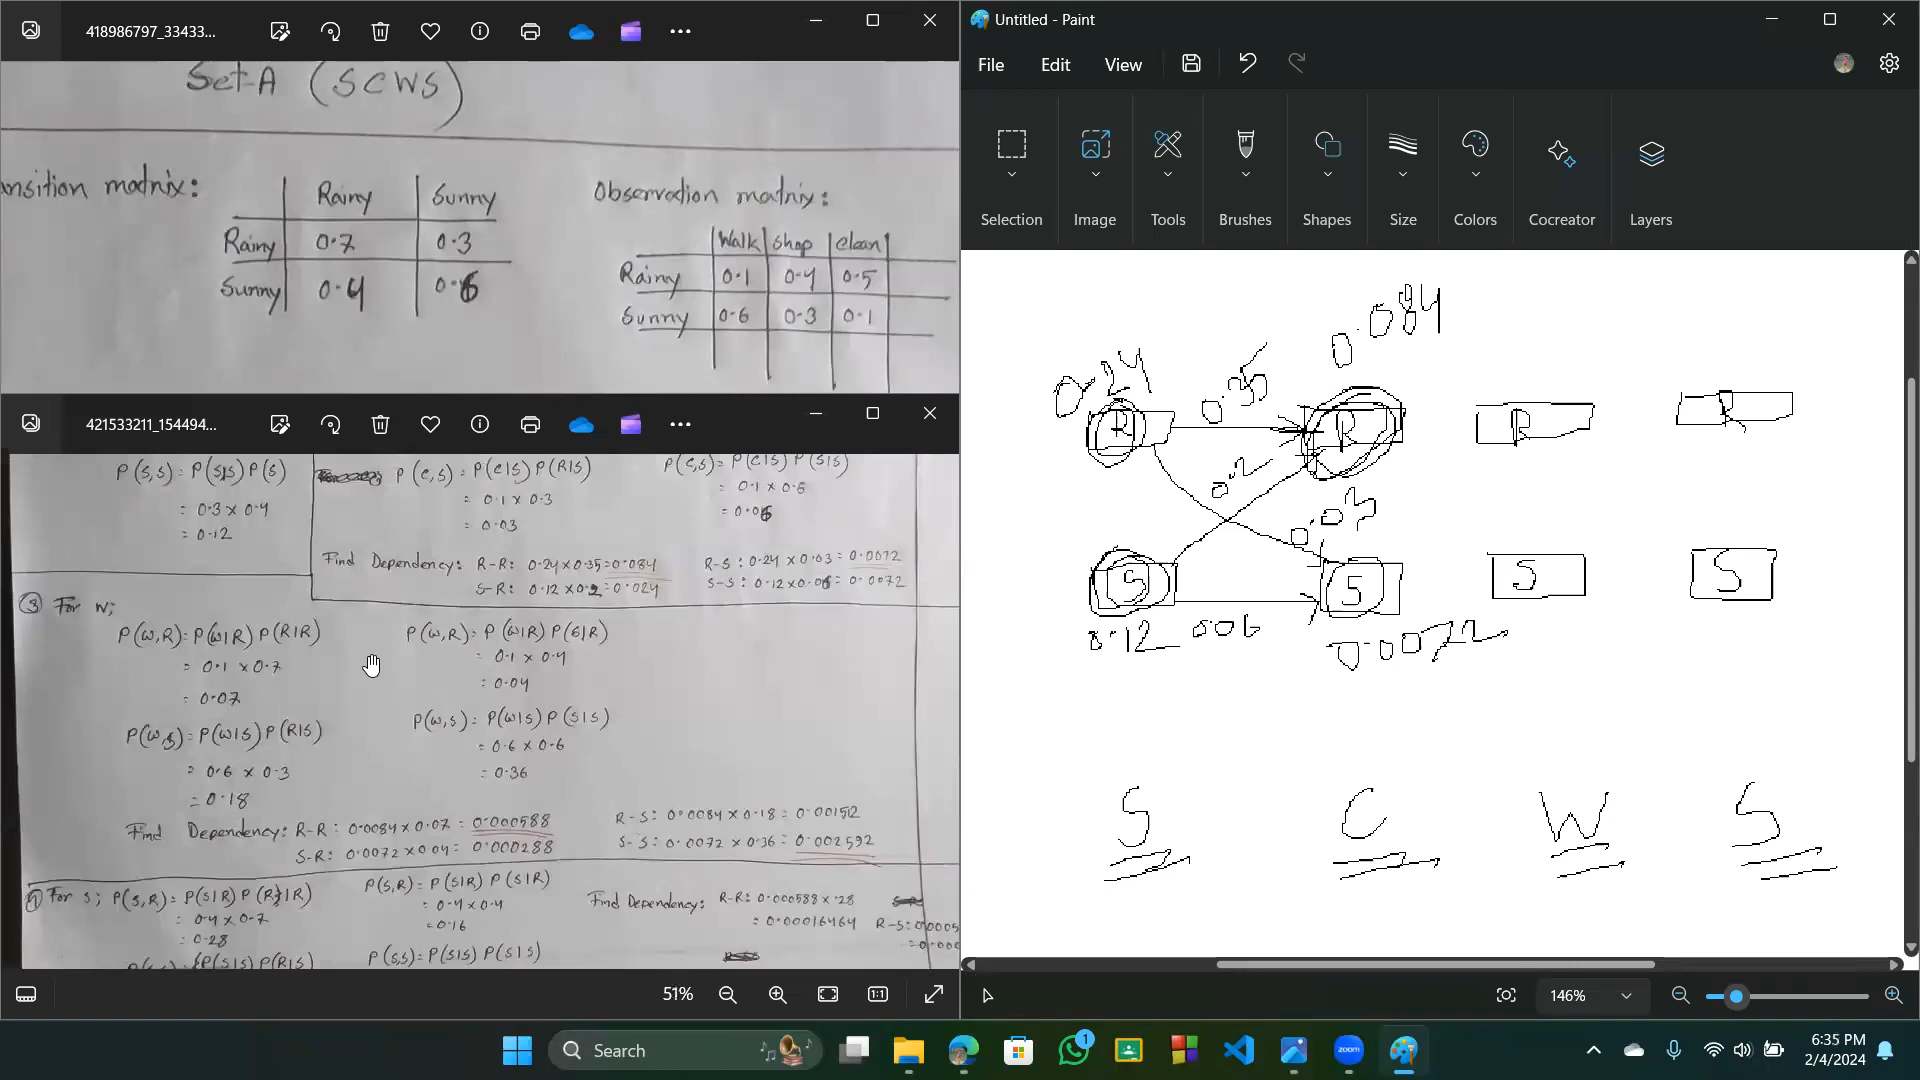 418986797_33433...
Set-A (SCWS)
ansition matrix:
Rainy Sunny
Rainy 0.7 0.3
Sunny 0.4 0.6
Observation matrix:
Walk Shop Clean
Rainy 0.1 0.4 0.5
Sunny 0.6 0.3 0.1
421533211_154494...
P(S,S) = P(S|S) P(S)
= 0.3 x 0.4
= 0.12
P(C,S) = P(C|S) P(R|S)
= 0.1 x 0.3
= 0.03
P(C,S) = P(C|S) P(S|S)
= 0.1 x 0.6
= 0.06
Find Dependency: R-R: 0.24x0.35=0.084
S-R: 0.12 x0.2=0.024
R-S: 0.24 x 0.03 = 0.0072
S-S: 0.12x0.06= 0.0072
③ For W;
P(W,R)= P(W|R) P(R|R)
= 0.1 x 0.7
= 0.07
P(W,R) = P(W|R) P(S|R)
= 0.1 x 0.4
= 0.04
P(W,S)= P(W|S) P(R|S)
= 0.6 x 0.3
= 0.18
P(W,S) = P(W|S) P(S|S)
= 0.6 x 0.6
= 0.36
Find Dependency: R-R: 0.0084 x 0.07 = 0.000588
S-R: 0.0072 x 0.04 = 0.000288
R-S: 0.0084 x 0.18 = 0.001512
S-S: 0.0072 x 0.36 = 0.002592
④ For S; P(S,R) = P(S|R) P(R|R)
= 0.4 x 0.7
= 0.28
P(S,R) = P(S|R) P(S|R)
= 0.4 x 0.4
= 0.16
Find Dependency: R-R: 0.000588 x .28
= 0.00016464
R-S: 0.0005
= 0.000
P(S|S) P(R|S)
P(S,S) = P(S|S) P(S|S)
51%
Untitled - Paint
File Edit View
Selection Image Tools Brushes Shapes Size Colors Cocreator Layers
0.084
0.24 0.35
R R R R
0.2 0.03
S S S S
0.12 0.06 0.0072
S C W S
146%
Search
zoom
1
6:35 PM
2/4/2024